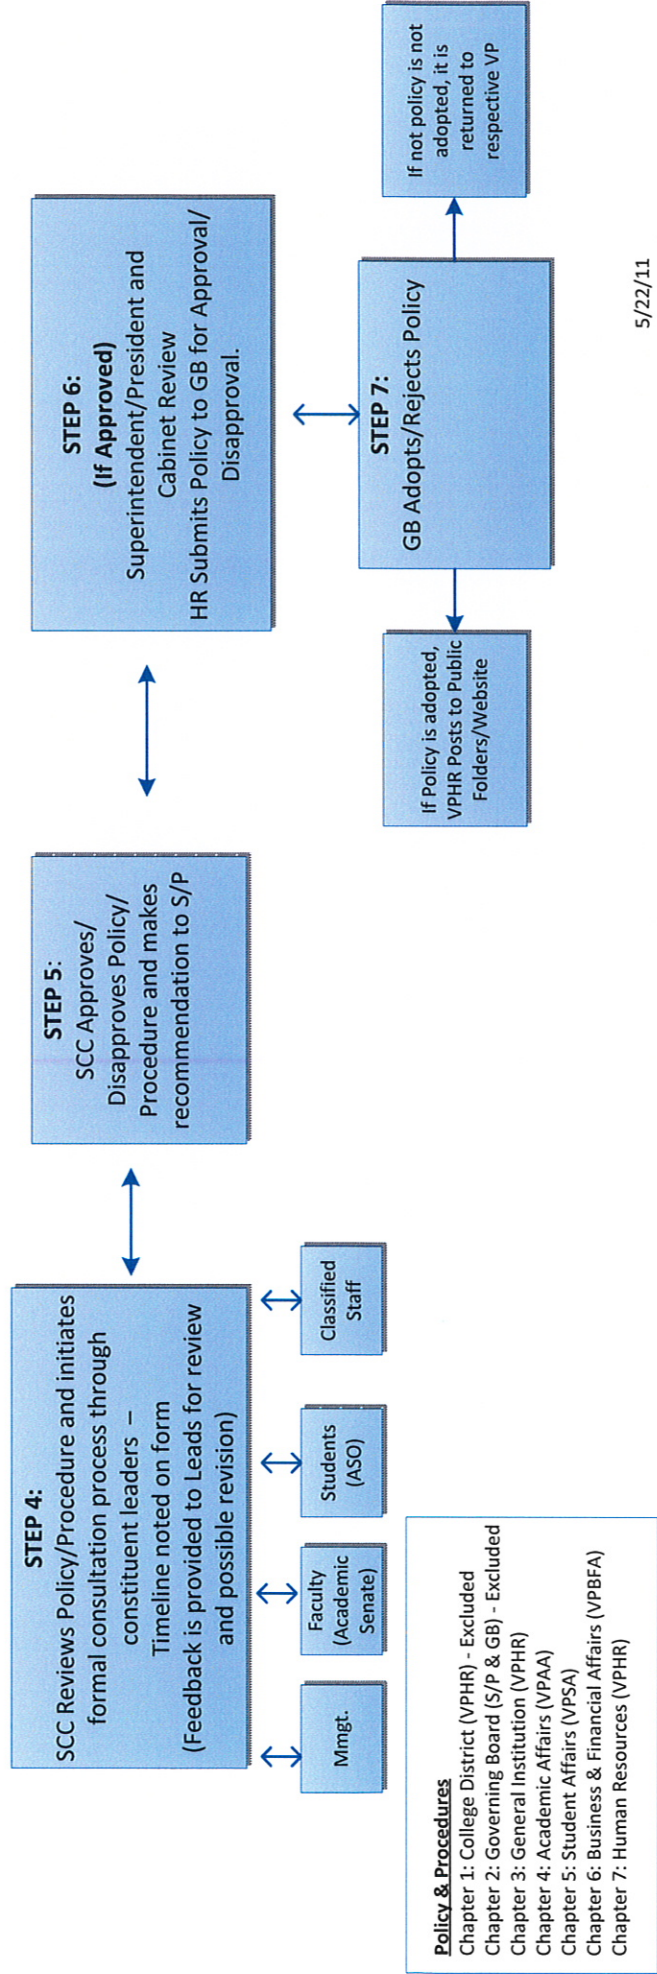 STEP 4:
SCC Reviews Policy/Procedure and initiates
formal consultation process through
constituent leaders –
Timeline noted on form
(Feedback is provided to Leads for review
and possible revision)
Mmgt.
Faculty
(Academic
Senate)
Students
(ASO)
Classified
Staff
STEP 5:
SCC Approves/
Disapproves Policy/
Procedure and makes
recommendation to S/P
STEP 6:
(If Approved)
Superintendent/President and
Cabinet Review
HR Submits Policy to GB for Approval/
Disapproval.
STEP 7:
GB Adopts/Rejects Policy
If Policy is adopted,
VPHR Posts to Public
Folders/Website
If not policy is not
adopted, it is
returned to
respective VP
Policy & Procedures
Chapter 1: College District (VPHR) - Excluded
Chapter 2: Governing Board (S/P & GB) - Excluded
Chapter 3: General Institution (VPHR)
Chapter 4: Academic Affairs (VPAA)
Chapter 5: Student Affairs (VPSA)
Chapter 6: Business & Financial Affairs (VPBFA)
Chapter 7: Human Resources (VPHR)
5/22/11